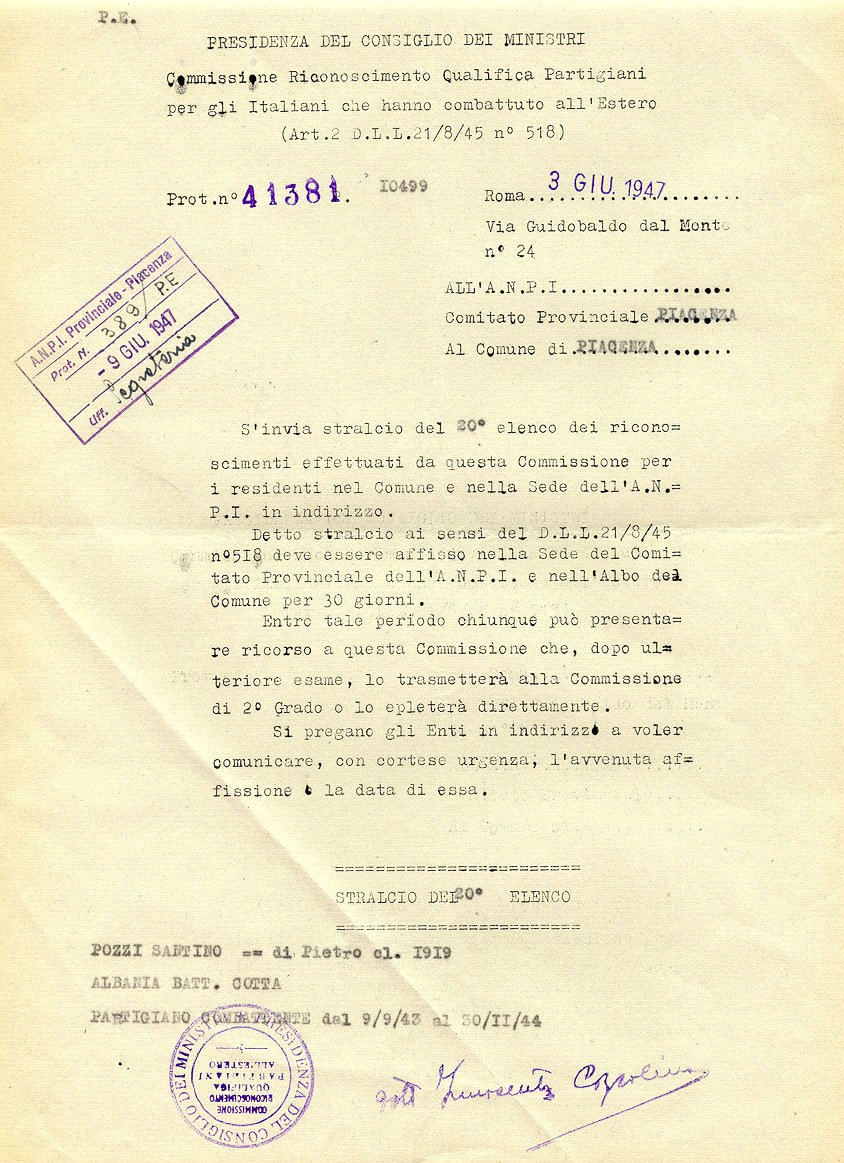 P.E.
PRESIDENZA DEL CONSIGLIO DEI MINISTRI
Commissione Riconoscimento Qualifica Partigiani
per gli Italiani che hanno combattuto all'Estero
(Art.2 D.L.L.21/8/45 nº 518)
Prot.nº 41381. I0499
Roma 3 GIU. 1947
Via Guidobaldo dal Monte
nº 24
ALL'A.N.P.I.................
Comitato Provinciale PIACENZA
Al Comune di PIACENZA
A.N.P.I. Provinciale - Piacenza
Prot. N. 389/P.E
- 9 GIU. 1947
Uff. Segreteria
S'invia stralcio del 20º elenco dei ricono=
scimenti effettuati da questa Commissione per
i residenti nel Comune e nella Sede dell'A.N.=
P.I. in indirizzo.
Detto stralcio ai sensi del D.L.L.21/8/45
nº5I8 deve essere affisso nella Sede del Comi=
tato Provinciale dell'A.N.P.I. e nell'Albo del
Comune per 30 giorni.
Entro tale periodo chiunque può presenta=
re ricorso a questa Commissione che, dopo ul=
teriore esame, lo trasmetterà alla Commissione
di 2º Grado o lo epleterà direttamente.
Si pregano gli Enti in indirizzo a voler
comunicare, con cortese urgenza, l'avvenuta af=
fissione e la data di essa.
========================
STRALCIO DEL 20º ELENCO
========================
POZZI SANTINO == di Pietro cl. I9I9
ALBANIA BATT. COTTA
PARTIGIANO COMBATTENTE dal 9/9/43 al 30/II/44
PRESIDENZA DEL CONSIGLIO DEI MINISTRI
COMMISSIONE
RICONOSCIMENTO
QUALIFICA
PARTIGIANI
ALL'ESTERO
dott Innocenta